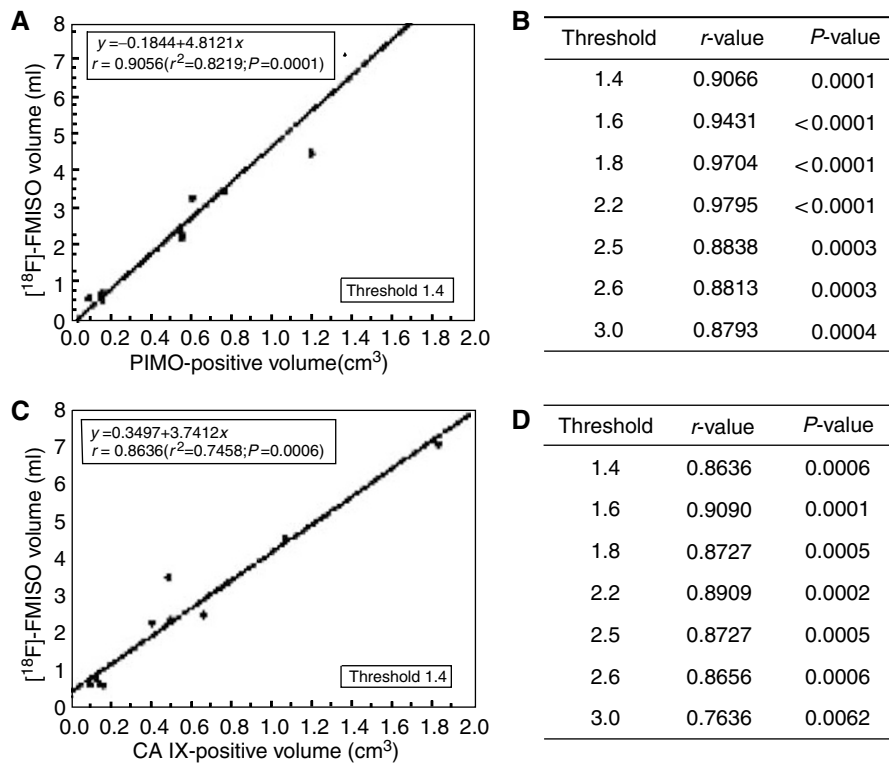 A
y=–0.1844+4.8121x
r = 0.9056(r²=0.8219;P=0.0001)
8
7
6
5
4
3
2
1
0
[¹⁸F]-FMISO volume (ml)
Threshold 1.4
0.0 0.2 0.4 0.6 0.8 1.0 1.2 1.4 1.6 1.8 2.0
PIMO-positive volume(cm³)
B
Threshold r-value P-value
1.4 0.9066 0.0001
1.6 0.9431 <0.0001
1.8 0.9704 <0.0001
2.2 0.9795 <0.0001
2.5 0.8838 0.0003
2.6 0.8813 0.0003
3.0 0.8793 0.0004
C
y=0.3497+3.7412x
r = 0.8636(r²=0.7458;P=0.0006)
8
7
6
5
4
3
2
1
0
[¹⁸F]-FMISO volume (ml)
Threshold 1.4
0.0 0.2 0.4 0.6 0.8 1.0 1.2 1.4 1.6 1.8 2.0
CA IX-positive volume (cm³)
D
Threshold r-value P-value
1.4 0.8636 0.0006
1.6 0.9090 0.0001
1.8 0.8727 0.0005
2.2 0.8909 0.0002
2.5 0.8727 0.0005
2.6 0.8656 0.0006
3.0 0.7636 0.0062